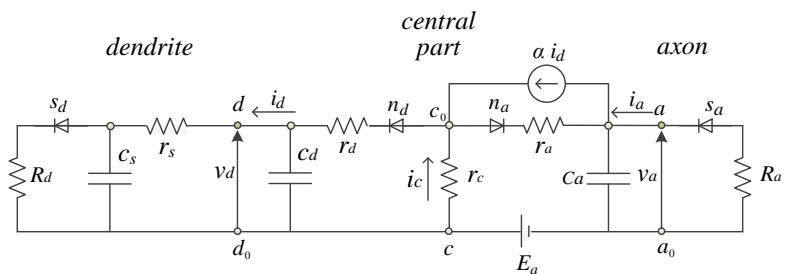 central
dendrite part axon
α i_d
s_d d i_d n_d c_0 n_a i_a a s_a
r_s r_d r_a
R_d c_s v_d c_d i_c r_c C_a v_a R_a
d_0 c a_0
E_a